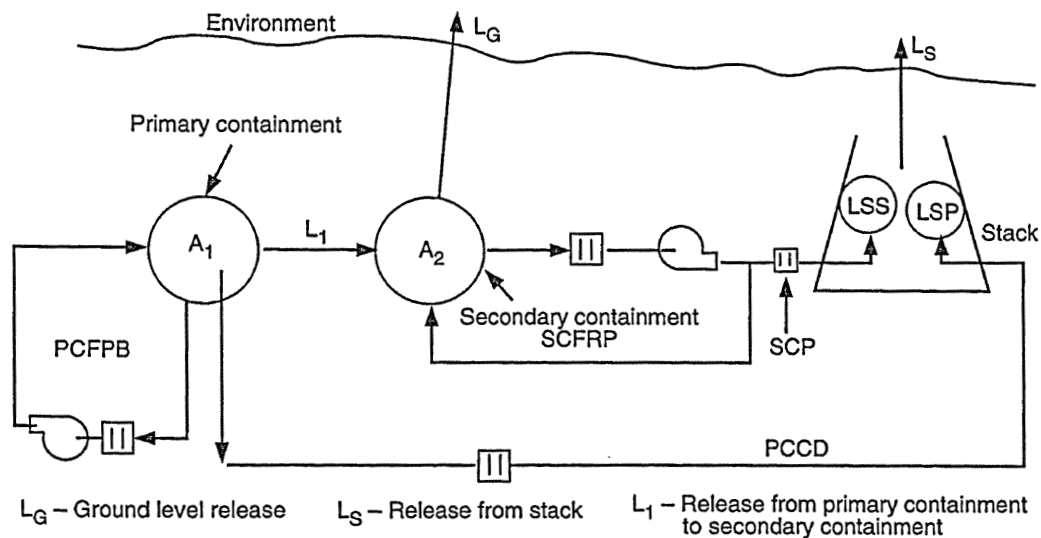 Environment
L_G
L_S
Primary containment
A_1
L_1
A_2
LSS
LSP
Stack
Secondary containment
SCFRP
SCP
PCFPB
PCCD
L_G – Ground level release
L_S – Release from stack
L_1 – Release from primary containment
to secondary containment